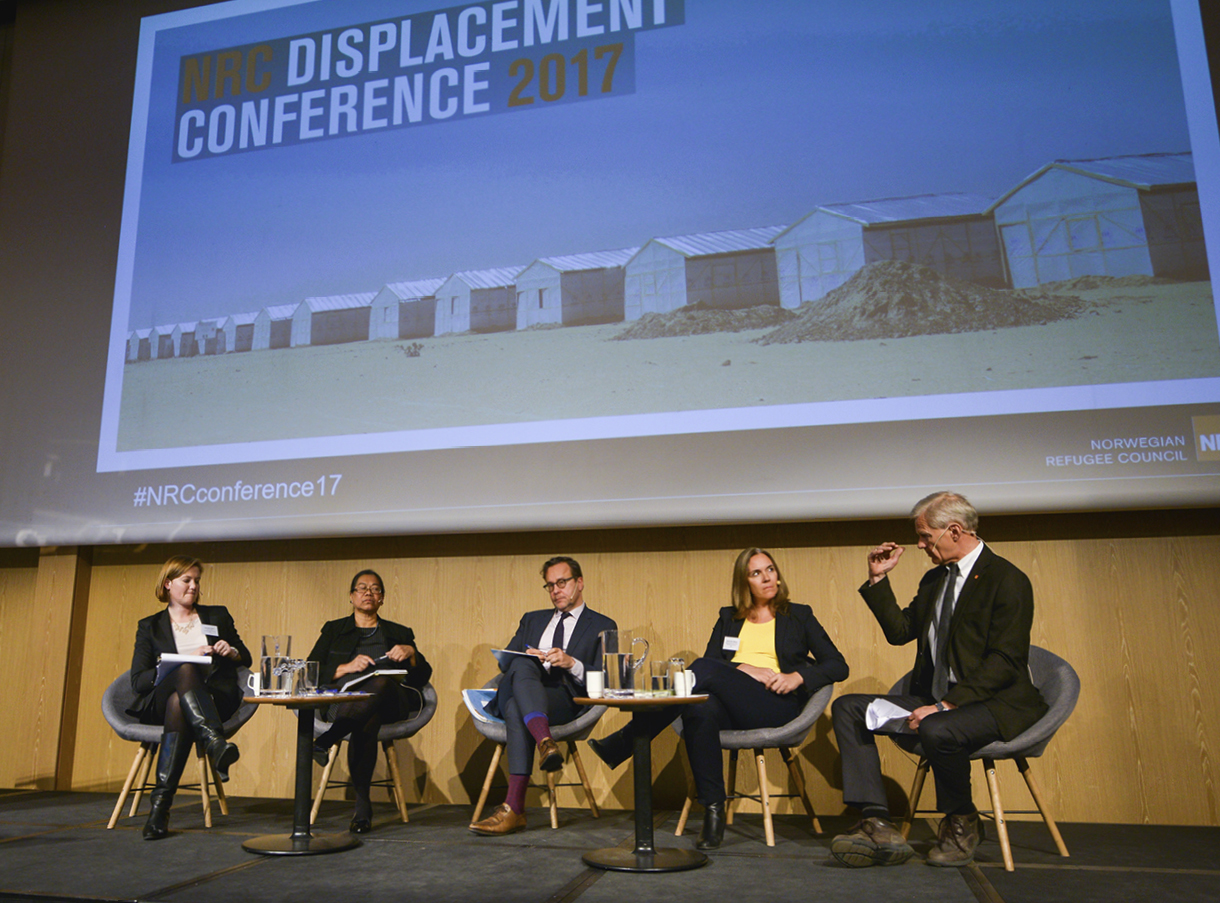 NRC DISPLACEMENT
CONFERENCE 2017
NORWEGIAN
REFUGEE COUNCIL
#NRCconference17